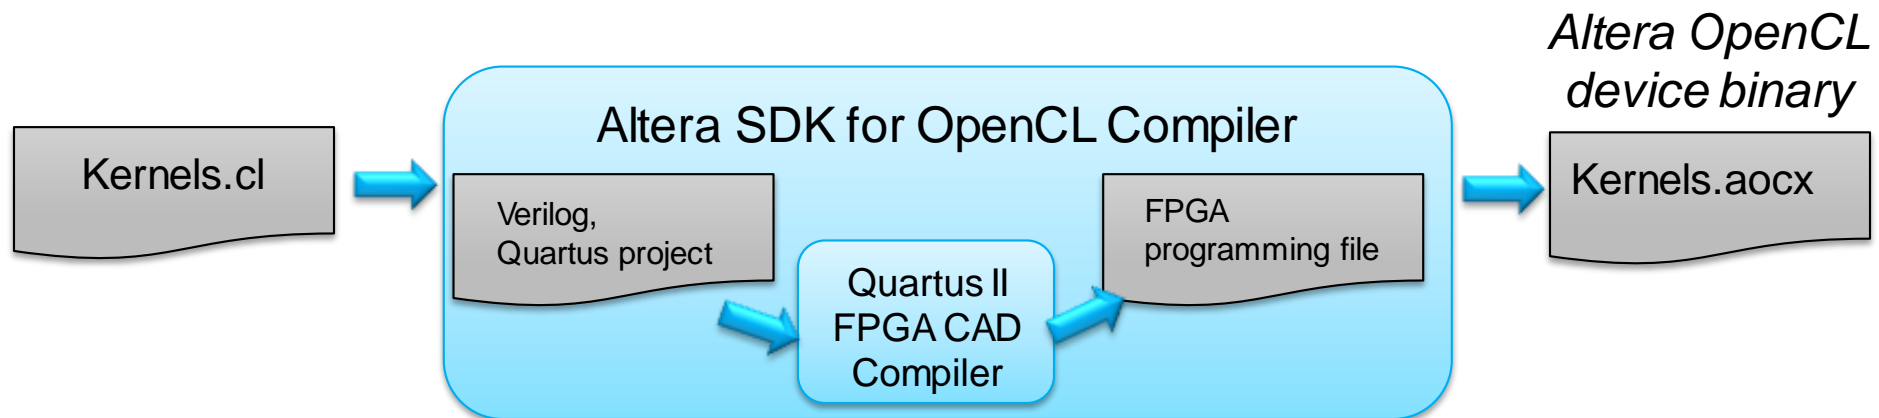 Kernels.cl
Altera SDK for OpenCL Compiler
Verilog,
Quartus project
Quartus II
FPGA CAD
Compiler
FPGA
programming file
Altera OpenCL
device binary
Kernels.aocx